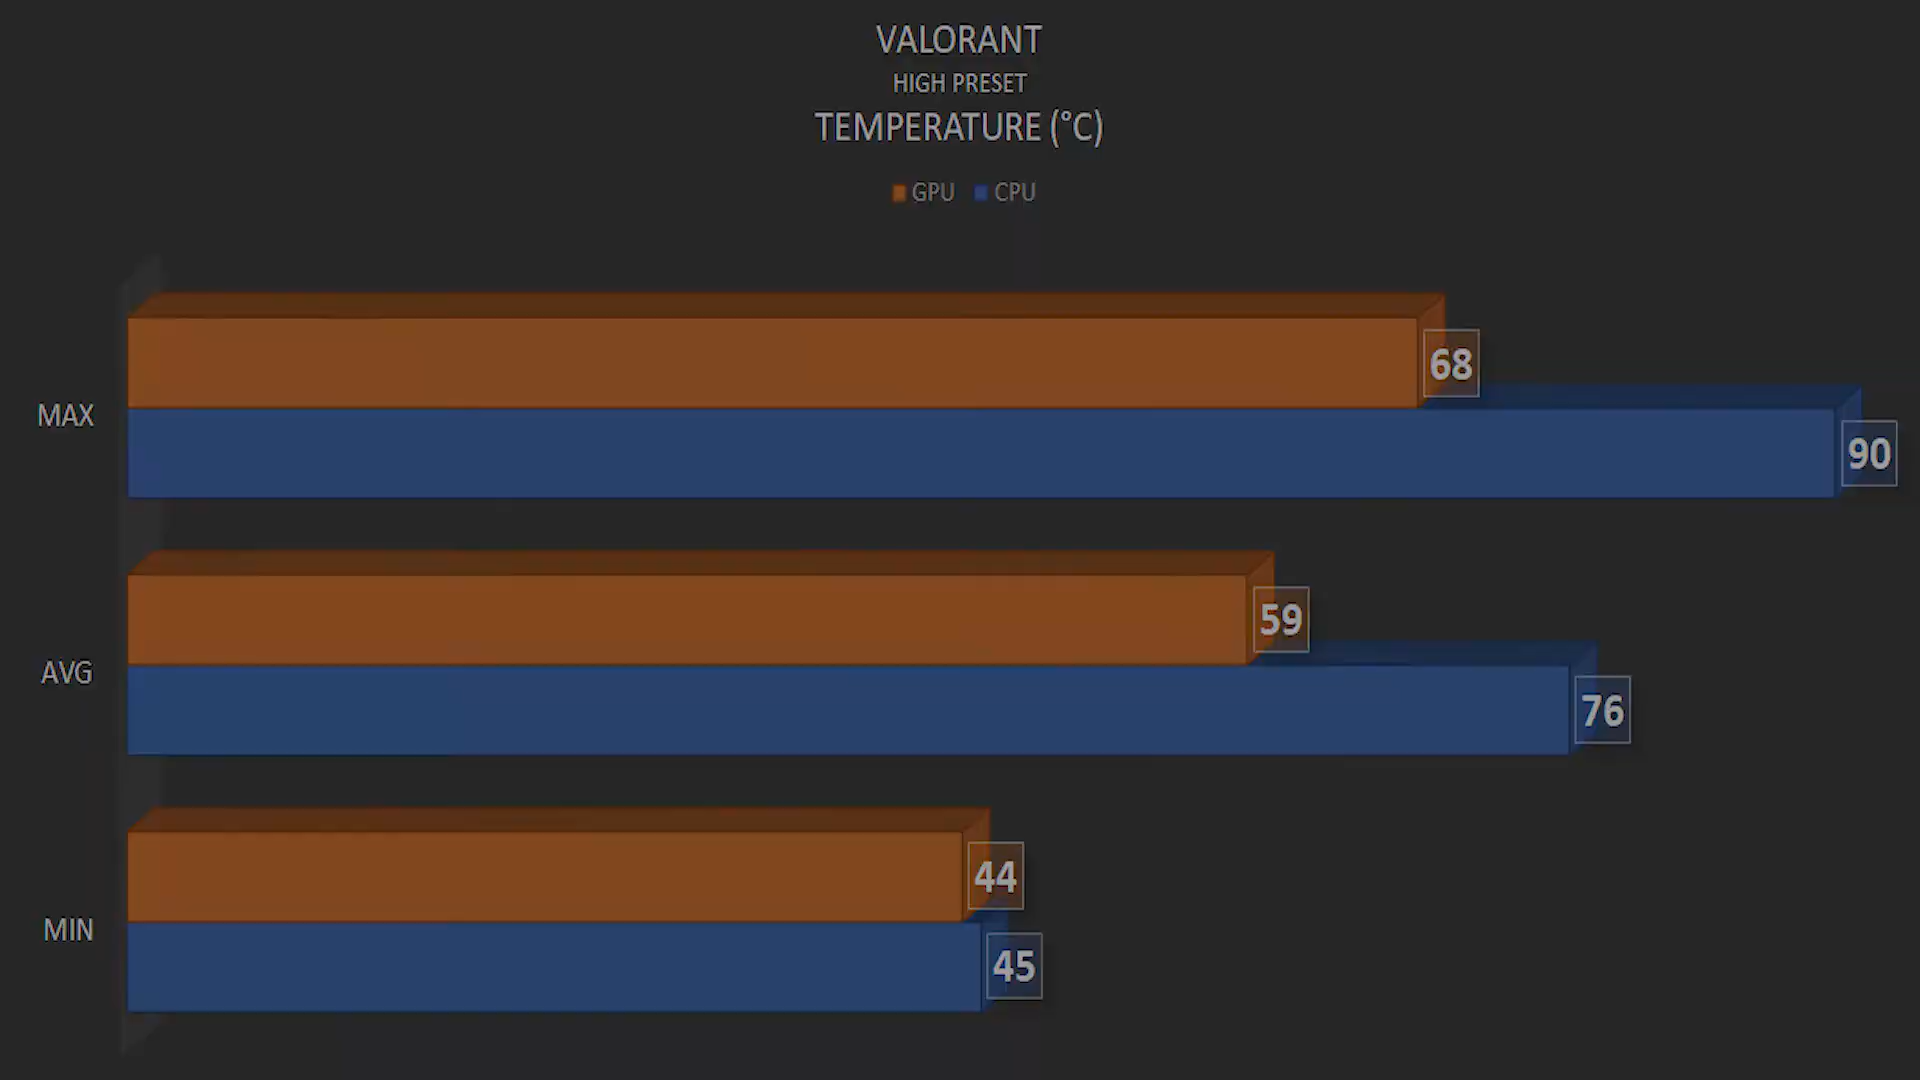 VALORANT
HIGH PRESET
TEMPERATURE (°C)
GPU CPU
68
MAX
90
59
AVG
76
44
MIN
45